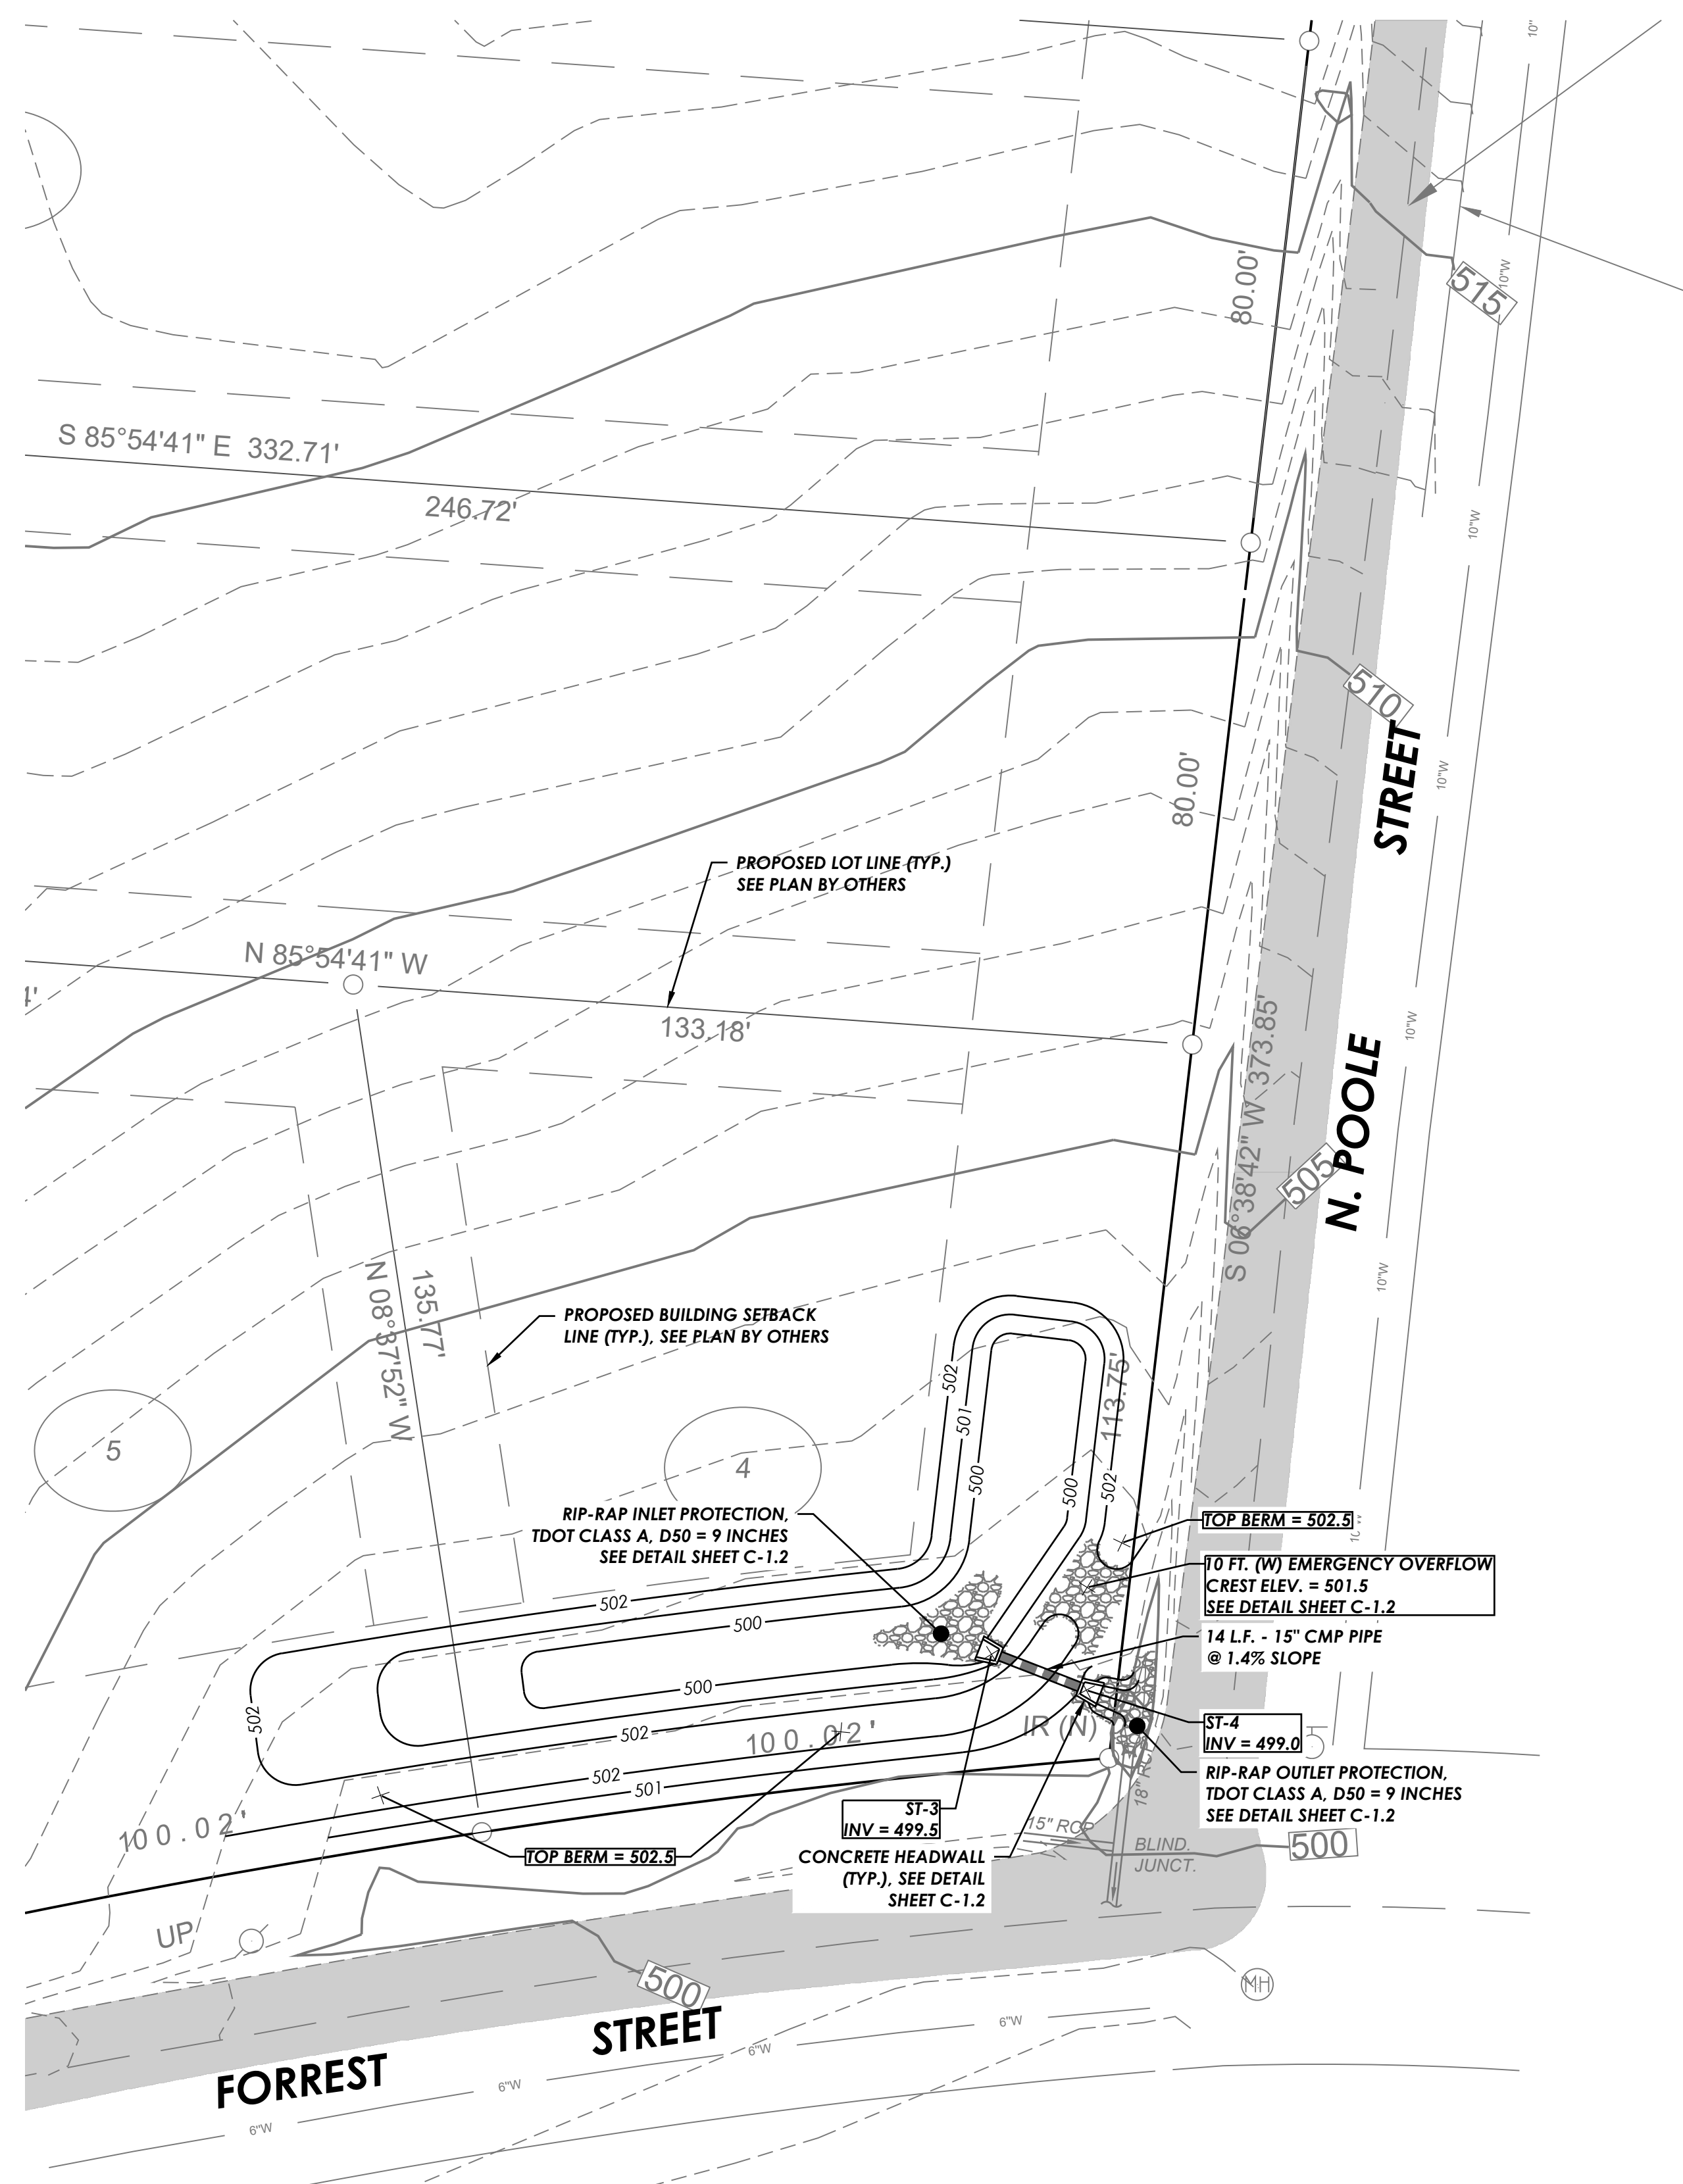 10"
10"W
515
80.00'
S 85°54'41" E 332.71'
246.72'
10"W
510
STREET
80.00'
10"W
PROPOSED LOT LINE (TYP.)
SEE PLAN BY OTHERS
N 85°54'41" W
133.18'
S 06°38'42" W 373.85'
10"W
N. POOLE
505
10"W
N 08°37'52" W
135.77'
PROPOSED BUILDING SETBACK
LINE (TYP.), SEE PLAN BY OTHERS
502
501
500
500
502
113.75'
5
4
RIP-RAP INLET PROTECTION,
TDOT CLASS A, D50 = 9 INCHES
SEE DETAIL SHEET C-1.2
TOP BERM = 502.5
10 FT. (W) EMERGENCY OVERFLOW
CREST ELEV. = 501.5
SEE DETAIL SHEET C-1.2
14 L.F. - 15" CMP PIPE
@ 1.4% SLOPE
502
500
500
502
502
100.02'
IR (N)
ST-4
INV = 499.0
RIP-RAP OUTLET PROTECTION,
TDOT CLASS A, D50 = 9 INCHES
SEE DETAIL SHEET C-1.2
502
501
100.02'
ST-3
INV = 499.5
18"
15" RCP
BLIND.
JUNCT.
500
TOP BERM = 502.5
CONCRETE HEADWALL
(TYP.), SEE DETAIL
SHEET C-1.2
UP
500
MH
STREET
FORREST
6"W
6"W
6"W
6"W